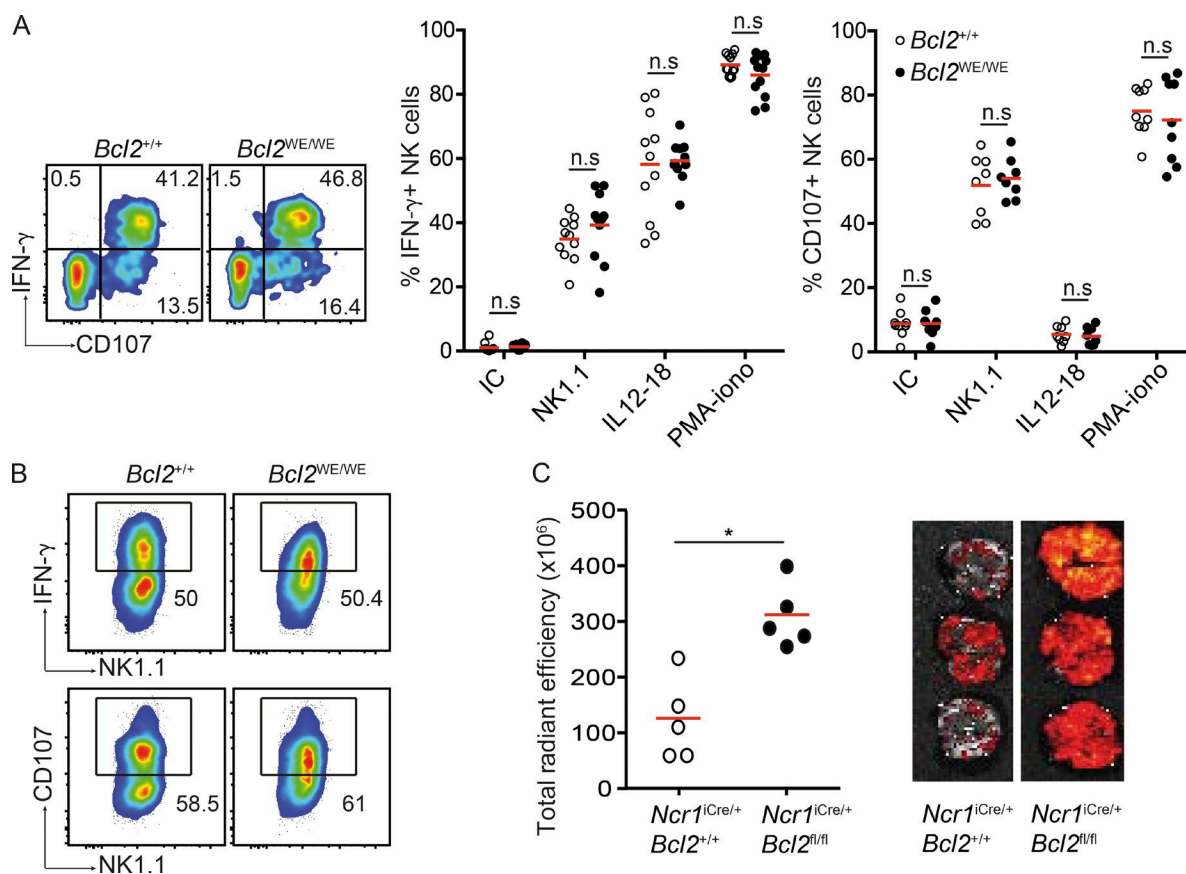 A
Bcl2+/+
Bcl2WE/WE
0.5
41.2
13.5
1.5
46.8
16.4
IFN-γ
CD107
% IFN-γ+ NK cells
100
80
60
40
20
0
n.s
n.s
n.s
n.s
IC
NK1.1
IL12-18
PMA-iono
% CD107+ NK cells
100
80
60
40
20
0
Bcl2+/+
Bcl2WE/WE
n.s
n.s
n.s
n.s
IC
NK1.1
IL12-18
PMA-iono
B
Bcl2+/+
Bcl2WE/WE
IFN-γ
50
50.4
NK1.1
CD107
58.5
61
NK1.1
C
Total radiant efficiency (x10⁶)
500
400
300
200
100
0
*
Ncr1iCre/+
Bcl2+/+
Ncr1iCre/+
Bcl2fl/fl
Ncr1iCre/+
Bcl2+/+
Ncr1iCre/+
Bcl2fl/fl